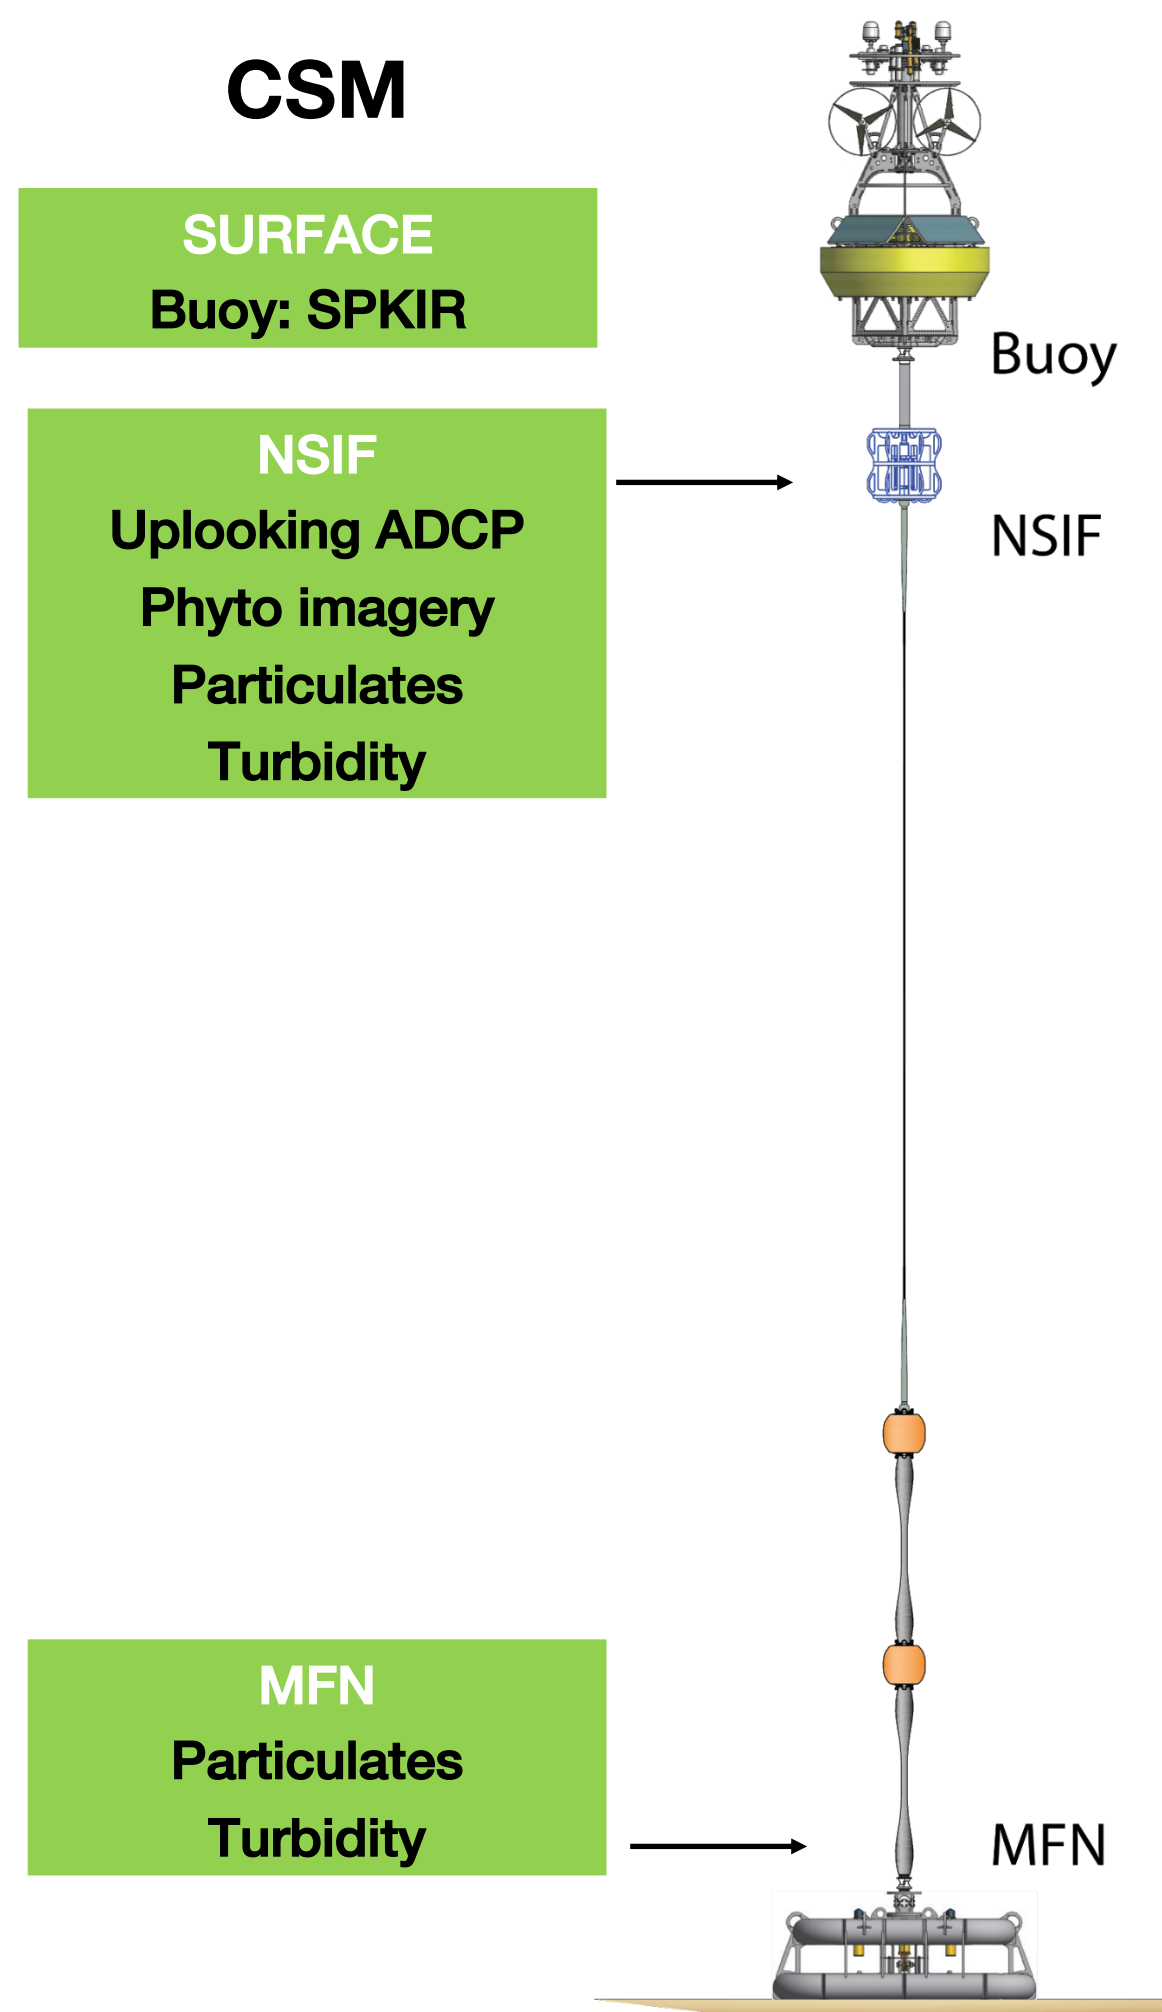 CSM
SURFACE
Buoy: SPKIR
Buoy
NSIF
Uplooking ADCP
Phyto imagery
Particulates
Turbidity
NSIF
MFN
Particulates
Turbidity
MFN